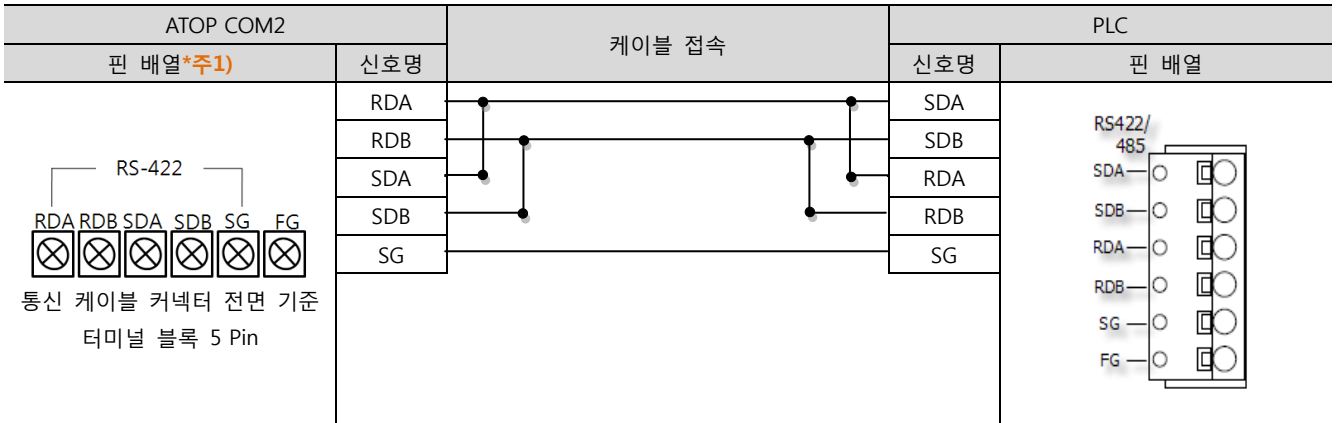 ATOP COM2
케이블 접속
PLC
핀 배열*주1)
신호명
신호명
핀 배열
RDA
SDA
RDB
SDB
SDA
RDA
SDB
RDB
SG
SG
RS-422
RDA RDB SDA SDB SG FG
통신 케이블 커넥터 전면 기준
터미널 블록 5 Pin
RS422/
485
SDA
SDB
RDA
RDB
SG
FG